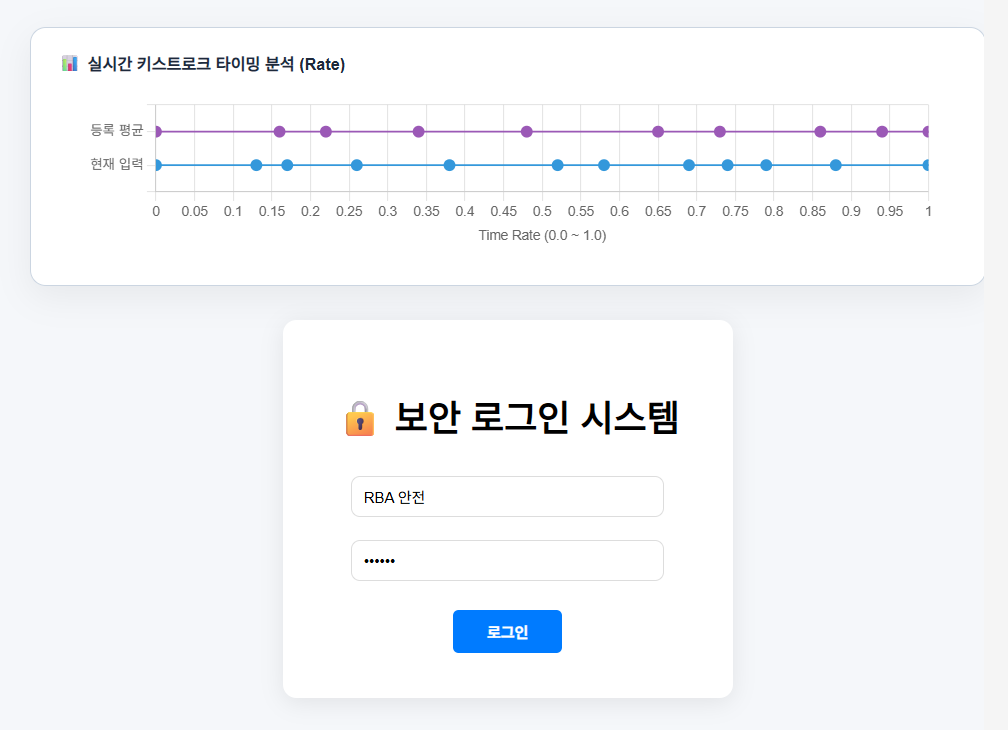 📊 실시간 키스트로크 타이밍 분석 (Rate)
등록 평균
현재 입력
0 0.05 0.1 0.15 0.2 0.25 0.3 0.35 0.4 0.45 0.5 0.55 0.6 0.65 0.7 0.75 0.8 0.85 0.9 0.95 1
Time Rate (0.0 ~ 1.0)
🔒 보안 로그인 시스템
RBA 안전
••••••
로그인